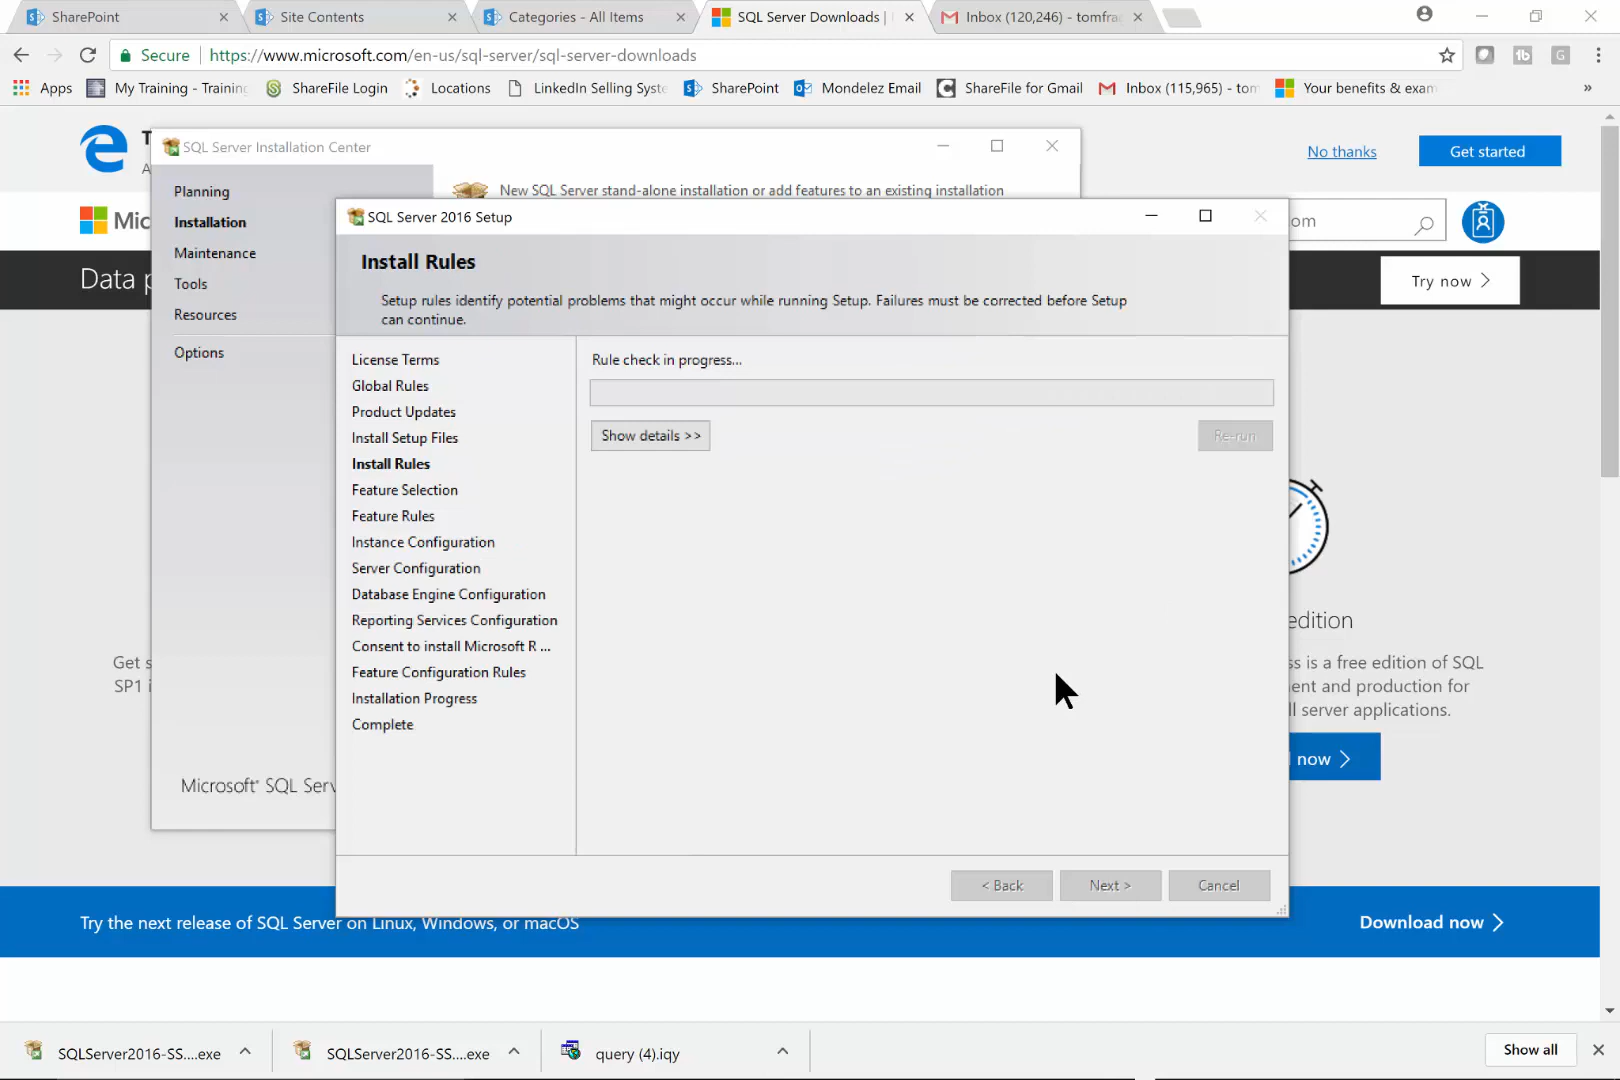 SharePoint
Site Contents
Categories - All Items
SQL Server Downloads |
Inbox (120,246) - tomfra
Secure
https://www.microsoft.com/en-us/sql-server/sql-server-downloads
Apps
My Training - Training
ShareFile Login
Locations
LinkedIn Selling Syste
SharePoint
Mondelez Email
ShareFile for Gmail
Inbox (115,965) - tom
Your benefits & exam
»
No thanks
Get started
SQL Server Installation Center
Planning
Installation
Maintenance
Tools
Resources
Options
New SQL Server stand-alone installation or add features to an existing installation
Mic
om
Data p
Try now
SQL Server 2016 Setup
Install Rules
Setup rules identify potential problems that might occur while running Setup. Failures must be corrected before Setup
can continue.
License Terms
Global Rules
Product Updates
Install Setup Files
Install Rules
Feature Selection
Feature Rules
Instance Configuration
Server Configuration
Database Engine Configuration
Reporting Services Configuration
Consent to install Microsoft R ...
Feature Configuration Rules
Installation Progress
Complete
Rule check in progress...
Show details >>
Re-run
< Back
Next >
Cancel
Get s
SP1 i
Microsoft® SQL Serv
edition
ss is a free edition of SQL
ent and production for
ll server applications.
now
Try the next release of SQL Server on Linux, Windows, or macOS
Download now
SQLServer2016-SS....exe
SQLServer2016-SS....exe
query (4).iqy
Show all